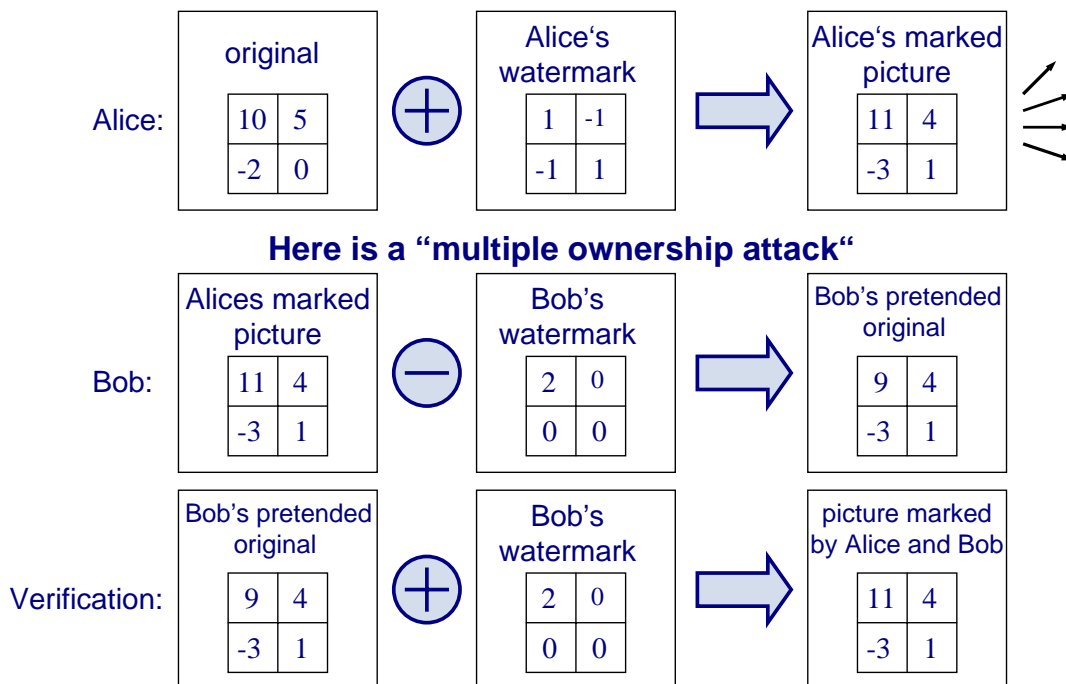 original
Alice‘s
watermark
Alice‘s marked
picture
Alice:
10 5
-2 0
1 -1
-1 1
11 4
-3 1
Here is a “multiple ownership attack“
Alices marked
picture
Bob‘s
watermark
Bob‘s pretended
original
Bob:
11 4
-3 1
2 0
0 0
9 4
-3 1
Bob‘s pretended
original
Bob‘s
watermark
picture marked
by Alice and Bob
Verification:
9 4
-3 1
2 0
0 0
11 4
-3 1